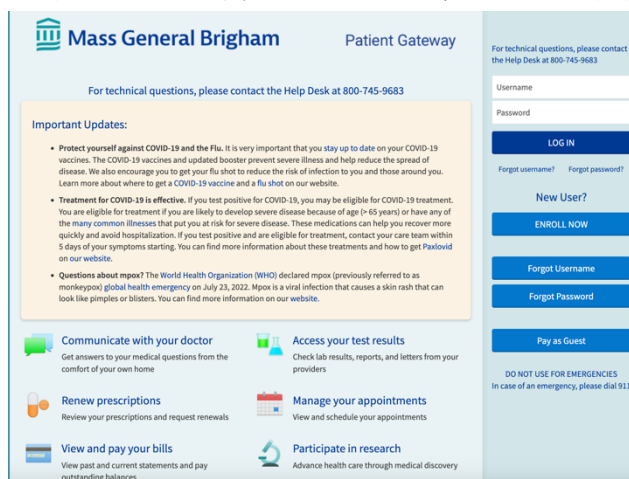 Mass General Brigham
Patient Gateway
For technical questions, please contact the Help Desk at 800-745-9683
Important Updates:
• Protect yourself against COVID-19 and the Flu. It is very important that you stay up to date on your COVID-19
vaccines. The COVID-19 vaccines and updated booster prevent severe illness and help reduce the spread of
disease. We also encourage you to get your flu shot to reduce the risk of infection to you and those around you.
Learn more about where to get a COVID-19 vaccine and a flu shot on our website.
• Treatment for COVID-19 is effective. If you test positive for COVID-19, you may be eligible for COVID-19 treatment.
You are eligible for treatment if you are likely to develop severe disease because of age (> 65 years) or have any of
the many common illnesses that put you at risk for severe disease. These medications can help you recover more
quickly and avoid hospitalization. If you test positive and are eligible for treatment, contact your care team within
5 days of your symptoms starting. You can find more information about these treatments and how to get Paxlovid
on our website.
• Questions about mpox? The World Health Organization (WHO) declared mpox (previously referred to as
monkeypox) global health emergency on July 23, 2022. Mpox is a viral infection that causes a skin rash that can
look like pimples or blisters. You can find more information on our website.
Communicate with your doctor
Get answers to your medical questions from the
comfort of your own home
Access your test results
Check lab results, reports, and letters from your
providers
Renew prescriptions
Review your prescriptions and request renewals
Manage your appointments
View and schedule your appointments
View and pay your bills
View past and current statements and pay
outstanding balances
Participate in research
Advance health care through medical discovery
For technical questions, please contact
the Help Desk at 800-745-9683
Username
Password
LOG IN
Forgot username? Forgot password?
New User?
ENROLL NOW
Forgot Username
Forgot Password
Pay as Guest
DO NOT USE FOR EMERGENCIES
In case of an emergency, please dial 911